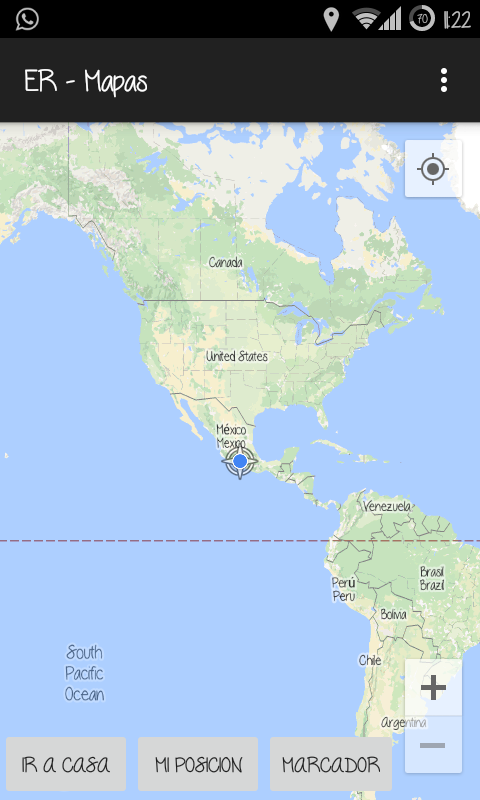 70 1:22
ER - Mapas
Canada
United States
México
Mexico
Venezuela
Perú
Peru
Brasil
Brazil
Bolivia
Chile
South
Pacific
Ocean
Argentina
IR A CASA MI POSICION MARCADOR